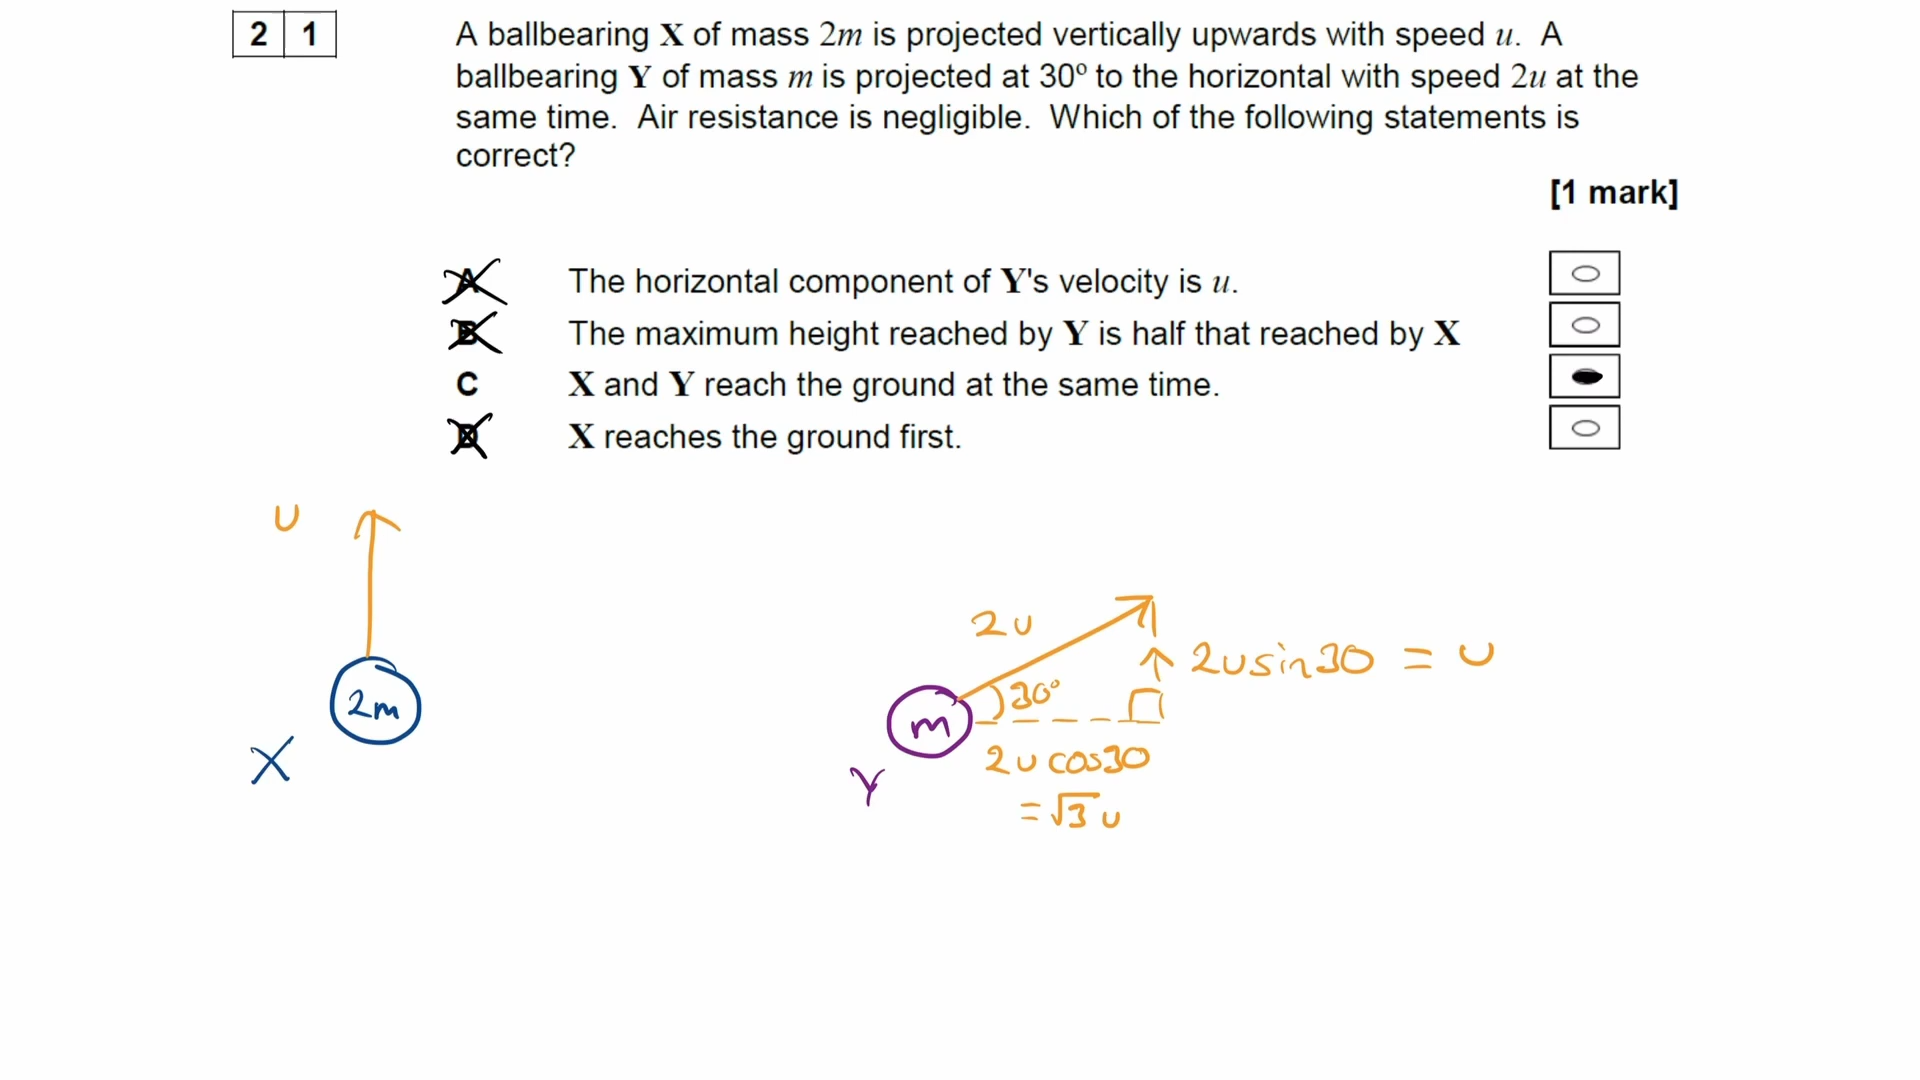 2 1
A ballbearing X of mass 2m is projected vertically upwards with speed u. A
ballbearing Y of mass m is projected at 30° to the horizontal with speed 2u at the
same time. Air resistance is negligible. Which of the following statements is
correct?
[1 mark]
A The horizontal component of Y's velocity is u.
B The maximum height reached by Y is half that reached by X
C X and Y reach the ground at the same time.
D X reaches the ground first.
u
2m
X
2u
2u sin30 = u
30°
m
2u cos30
Y
= √3 u